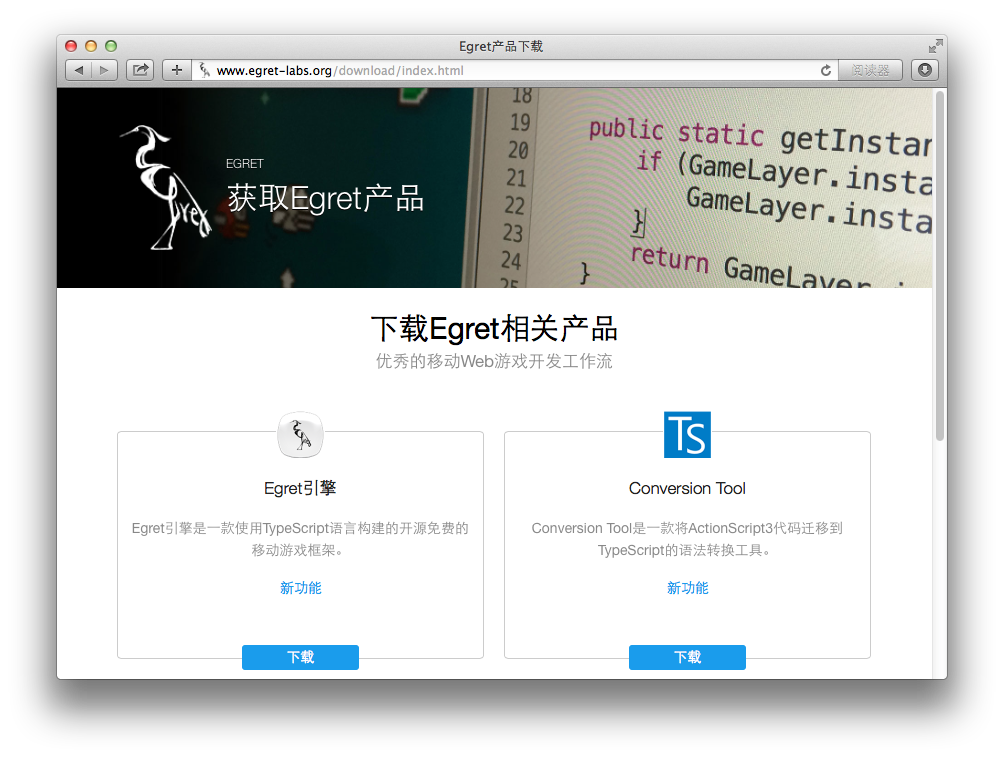 Egret产品下载
www.egret-labs.org/download/index.html
阅读器
18
19
20
21
22
23
24
25
public static getInstan
if (GameLayer.insta
GameLayer.insta
}
return GameLayer.i
}
Egret
EGRET
获取Egret产品
下载Egret相关产品
优秀的移动Web游戏开发工作流
Egret引擎
Egret引擎是一款使用TypeScript语言构建的开源免费的
移动游戏框架。
新功能
下载
TS
Conversion Tool
Conversion Tool是一款将ActionScript3代码迁移到
TypeScript的语法转换工具。
新功能
下载